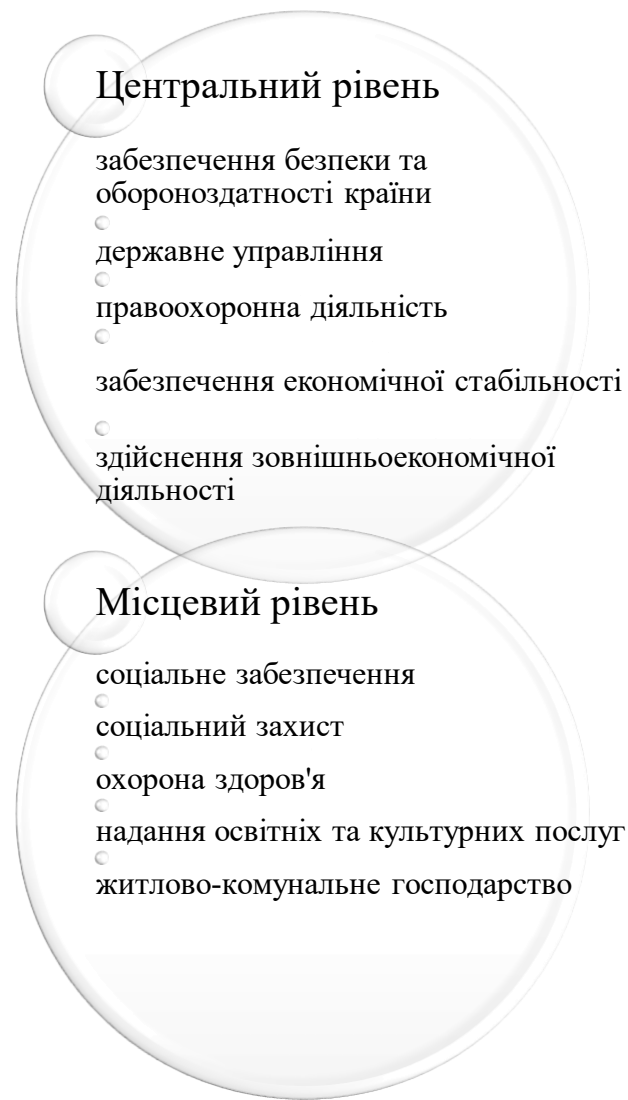 Центральний рівень
забезпечення безпеки та
обороноздатності країни
державне управління
правоохоронна діяльність
забезпечення економічної стабільності
здійснення зовнішньоекономічної
діяльності
Місцевий рівень
соціальне забезпечення
соціальний захист
охорона здоров'я
надання освітніх та культурних послуг
житлово-комунальне господарство